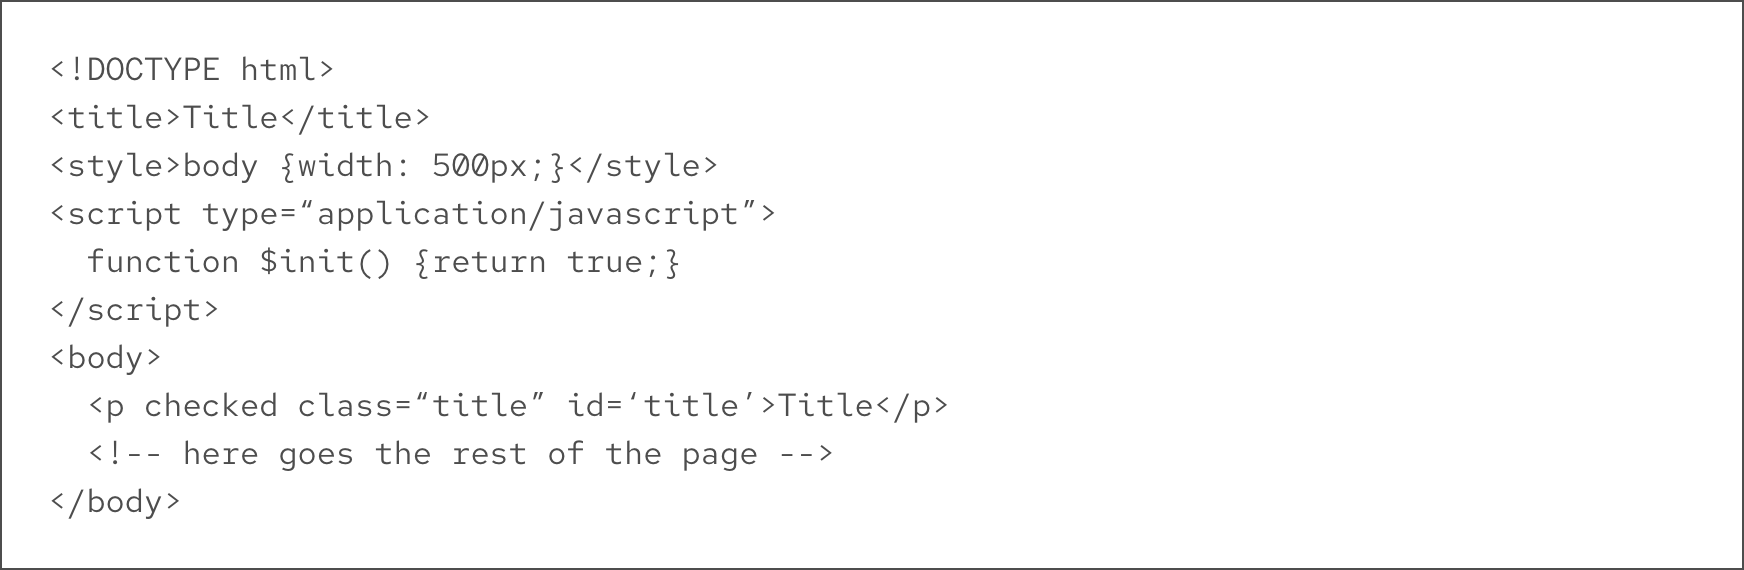 <!DOCTYPE html>
<title>Title</title>
<style>body {width: 500px;}</style>
<script type=“application/javascript”>
  function $init() {return true;}
</script>
<body>
  <p checked class=“title” id=‘title’>Title</p>
  <!-- here goes the rest of the page -->
</body>